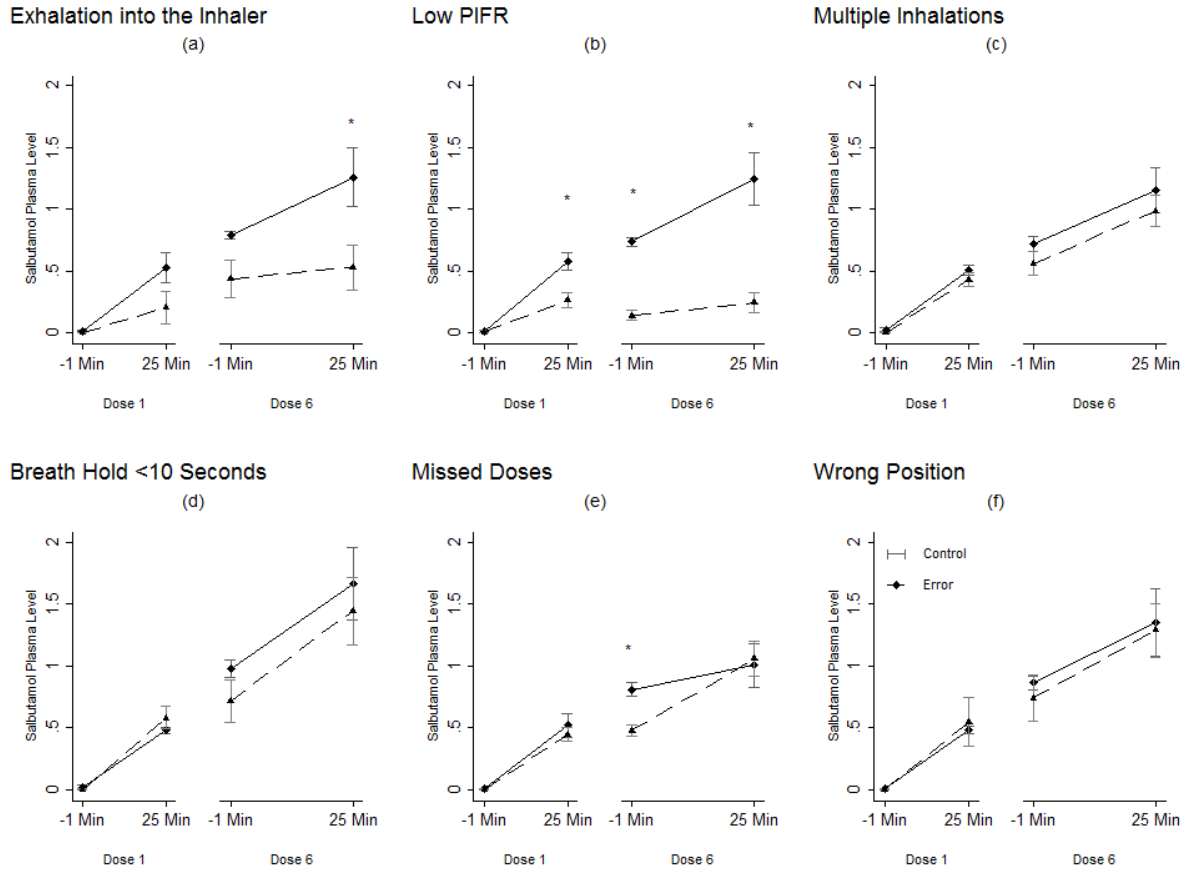 Exhalation into the Inhaler
(a)
*
Salbutamol Plasma Level
0 .5 1 1.5 2
-1 Min 25 Min -1 Min 25 Min
Dose 1 Dose 6
Low PIFR
(b)
* * *
Salbutamol Plasma Level
0 .5 1 1.5 2
-1 Min 25 Min -1 Min 25 Min
Dose 1 Dose 6
Multiple Inhalations
(c)
Salbutamol Plasma Level
0 .5 1 1.5 2
-1 Min 25 Min -1 Min 25 Min
Dose 1 Dose 6
Breath Hold <10 Seconds
(d)
Salbutamol Plasma Level
0 .5 1 1.5 2
-1 Min 25 Min -1 Min 25 Min
Dose 1 Dose 6
Missed Doses
(e)
*
Salbutamol Plasma Level
0 .5 1 1.5 2
-1 Min 25 Min -1 Min 25 Min
Dose 1 Dose 6
Wrong Position
(f)
Control
Error
Salbutamol Plasma Level
0 .5 1 1.5 2
-1 Min 25 Min -1 Min 25 Min
Dose 1 Dose 6